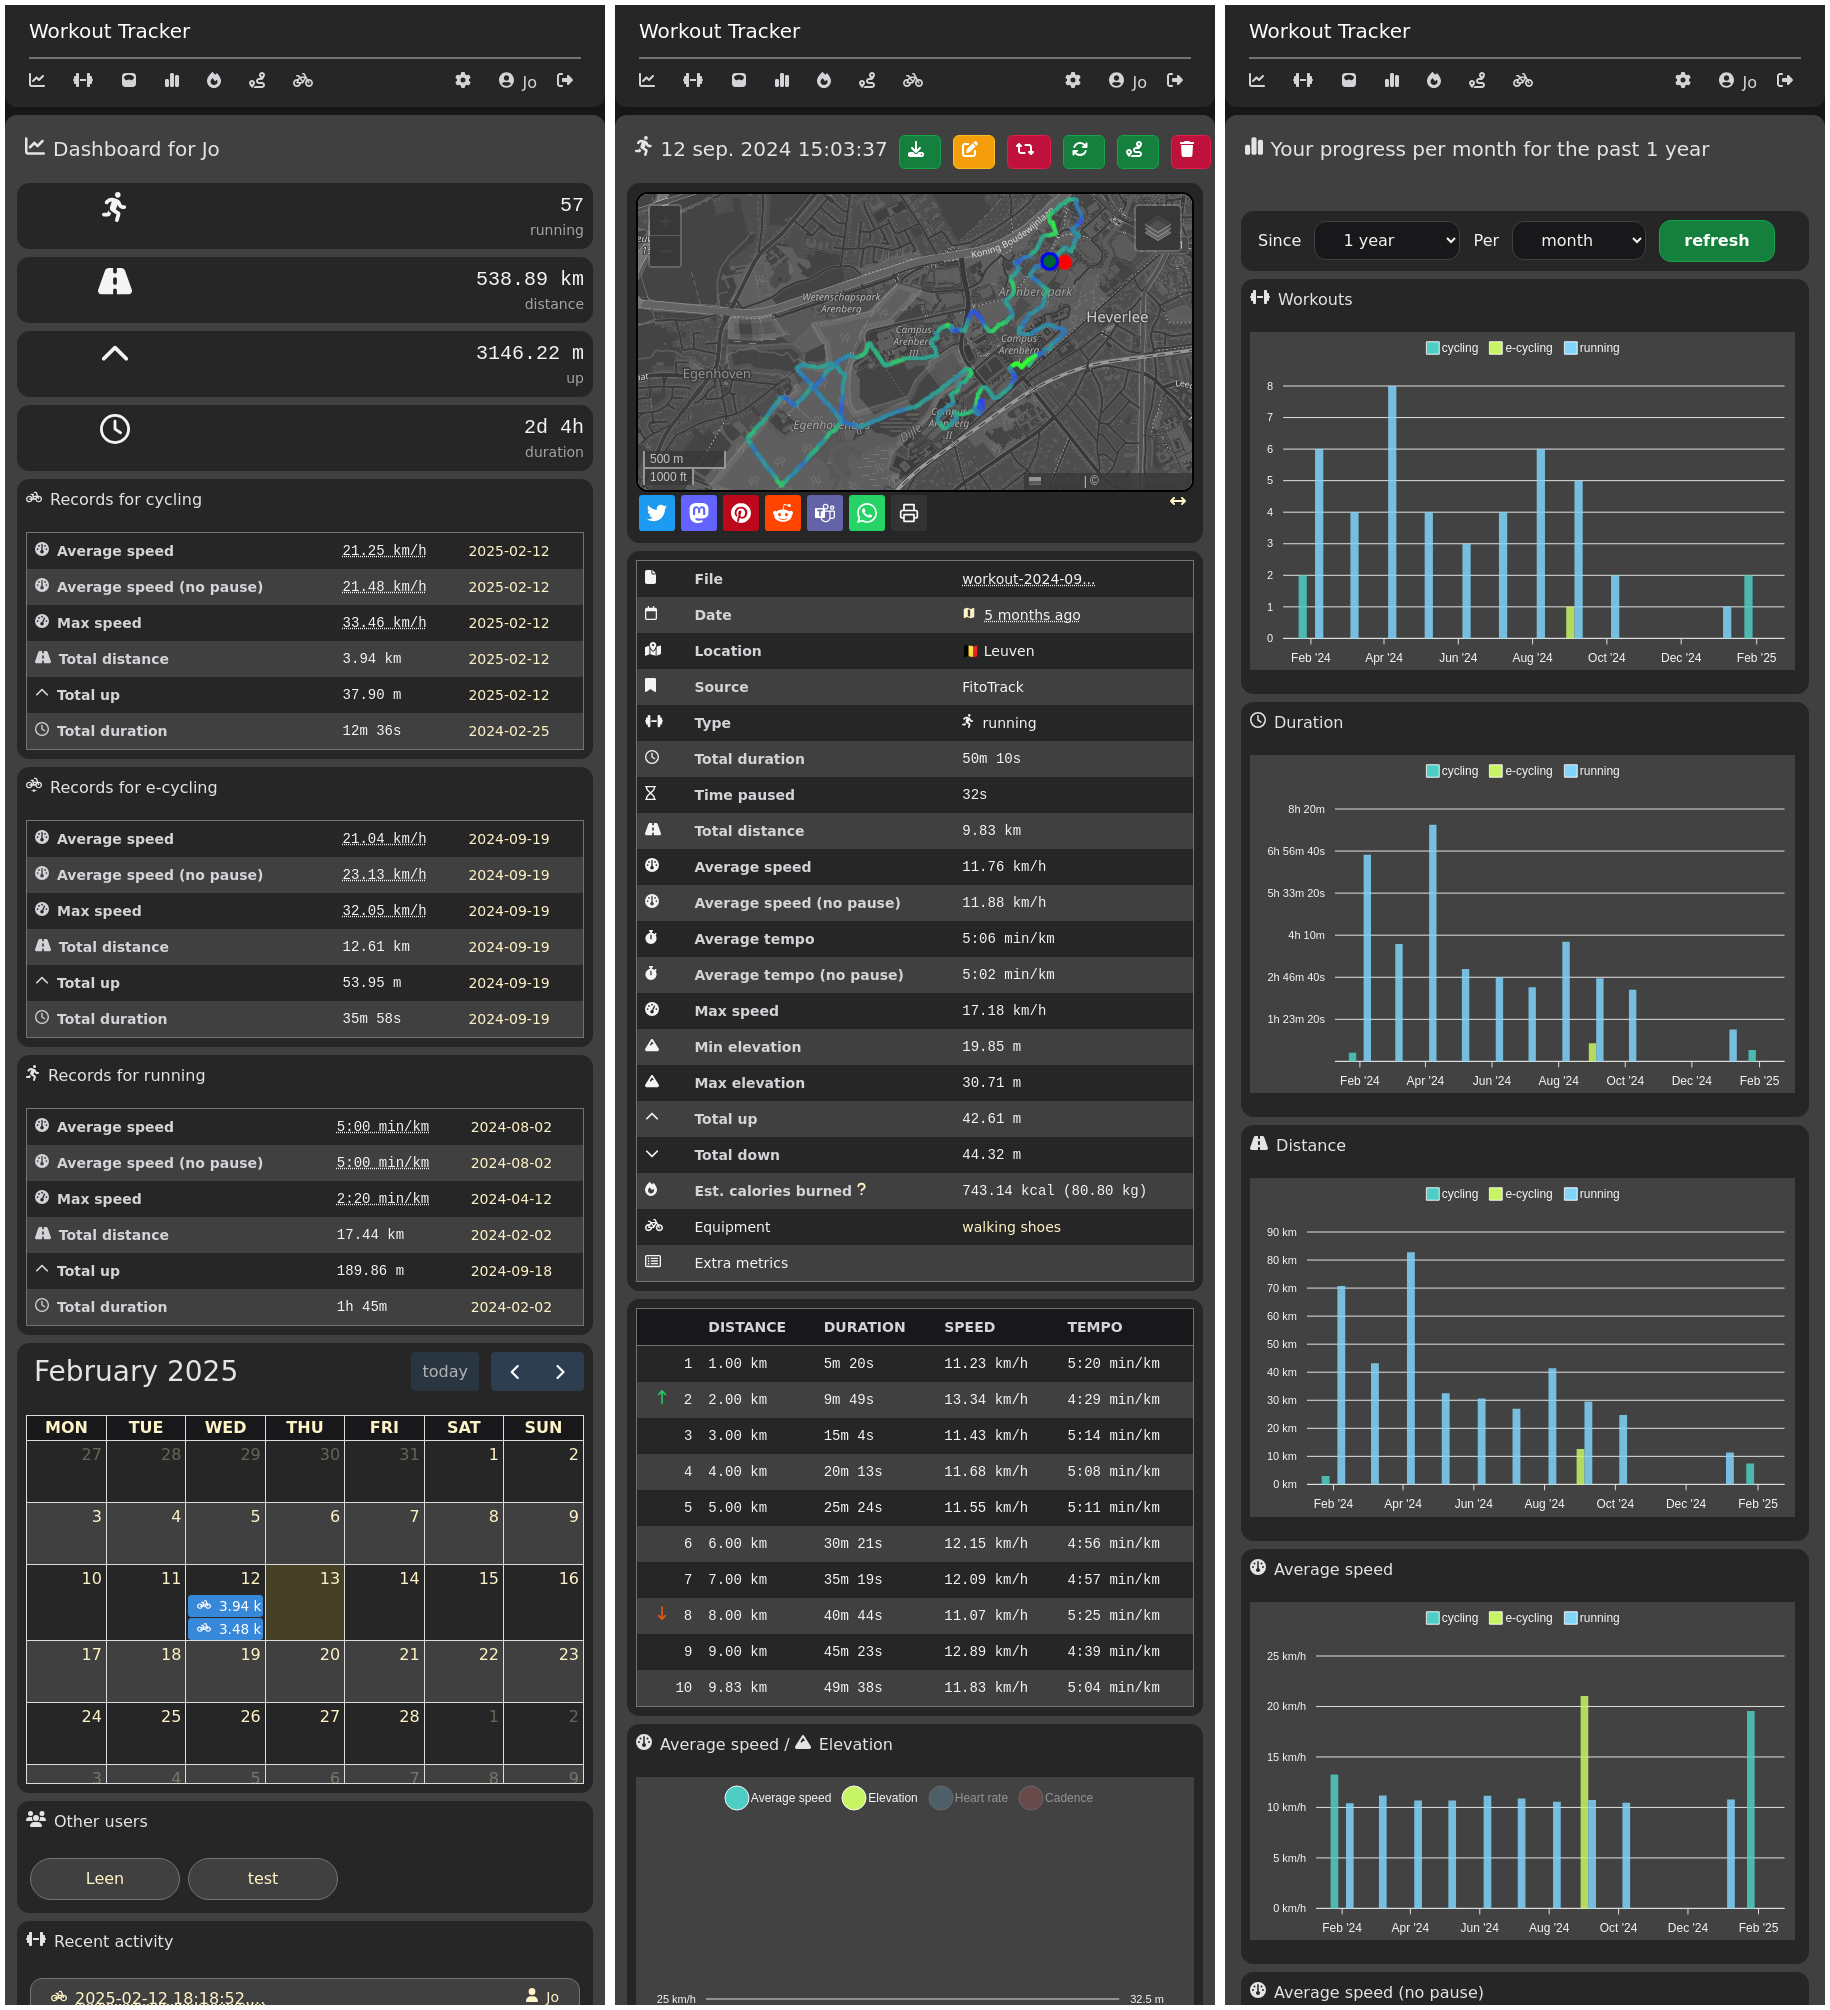 Workout Tracker
Jo
Dashboard for Jo
57
running
538.89 km
distance
3146.22 m
up
2d 4h
duration
Records for cycling
Average speed 21.25 km/h 2025-02-12
Average speed (no pause) 21.48 km/h 2025-02-12
Max speed 33.46 km/h 2025-02-12
Total distance 3.94 km 2025-02-12
Total up 37.90 m 2025-02-12
Total duration 12m 36s 2024-02-25
Records for e-cycling
Average speed 21.04 km/h 2024-09-19
Average speed (no pause) 23.13 km/h 2024-09-19
Max speed 32.05 km/h 2024-09-19
Total distance 12.61 km 2024-09-19
Total up 53.95 m 2024-09-19
Total duration 35m 58s 2024-09-19
Records for running
Average speed 5:00 min/km 2024-08-02
Average speed (no pause) 5:00 min/km 2024-08-02
Max speed 2:20 min/km 2024-04-12
Total distance 17.44 km 2024-02-02
Total up 189.86 m 2024-09-18
Total duration 1h 45m 2024-02-02
February 2025 today
MON TUE WED THU FRI SAT SUN
27 28 29 30 31 1 2
3 4 5 6 7 8 9
10 11 12 13 14 15 16
3.94 k
3.48 k
17 18 19 20 21 22 23
24 25 26 27 28 1 2
3 4 5 6 7 8 9
Other users
Leen test
Recent activity
2025-02-12 18:18:52... Jo
Workout Tracker
Jo
12 sep. 2024 15:03:37
+
−
Koning Boudewijnlaan
Arenbergpark
Wetenschapspark
Arenberg
Heverlee
Campus
Arenberg
III
Campus
Arenberg
Egenhoven
Campus
Arenberg
II
Egenhovenbos
Dijle
500 m
1000 ft
| ©
File workout-2024-09...
Date 5 months ago
Location Leuven
Source FitoTrack
Type running
Total duration 50m 10s
Time paused 32s
Total distance 9.83 km
Average speed 11.76 km/h
Average speed (no pause) 11.88 km/h
Average tempo 5:06 min/km
Average tempo (no pause) 5:02 min/km
Max speed 17.18 km/h
Min elevation 19.85 m
Max elevation 30.71 m
Total up 42.61 m
Total down 44.32 m
Est. calories burned ? 743.14 kcal (80.80 kg)
Equipment walking shoes
Extra metrics
DISTANCE DURATION SPEED TEMPO
1 1.00 km 5m 20s 11.23 km/h 5:20 min/km
↑ 2 2.00 km 9m 49s 13.34 km/h 4:29 min/km
3 3.00 km 15m 4s 11.43 km/h 5:14 min/km
4 4.00 km 20m 13s 11.68 km/h 5:08 min/km
5 5.00 km 25m 24s 11.55 km/h 5:11 min/km
6 6.00 km 30m 21s 12.15 km/h 4:56 min/km
7 7.00 km 35m 19s 12.09 km/h 4:57 min/km
↓ 8 8.00 km 40m 44s 11.07 km/h 5:25 min/km
9 9.00 km 45m 23s 12.89 km/h 4:39 min/km
10 9.83 km 49m 38s 11.83 km/h 5:04 min/km
Average speed / Elevation
Average speed Elevation Heart rate Cadence
25 km/h 32.5 m
Workout Tracker
Jo
Your progress per month for the past 1 year
Since 1 year Per month refresh
Workouts
cycling e-cycling running
8
7
6
5
4
3
2
1
0
Feb '24 Apr '24 Jun '24 Aug '24 Oct '24 Dec '24 Feb '25
Duration
cycling e-cycling running
8h 20m
6h 56m 40s
5h 33m 20s
4h 10m
2h 46m 40s
1h 23m 20s
Feb '24 Apr '24 Jun '24 Aug '24 Oct '24 Dec '24 Feb '25
Distance
cycling e-cycling running
90 km
80 km
70 km
60 km
50 km
40 km
30 km
20 km
10 km
0 km
Feb '24 Apr '24 Jun '24 Aug '24 Oct '24 Dec '24 Feb '25
Average speed
cycling e-cycling running
25 km/h
20 km/h
15 km/h
10 km/h
5 km/h
0 km/h
Feb '24 Apr '24 Jun '24 Aug '24 Oct '24 Dec '24 Feb '25
Average speed (no pause)